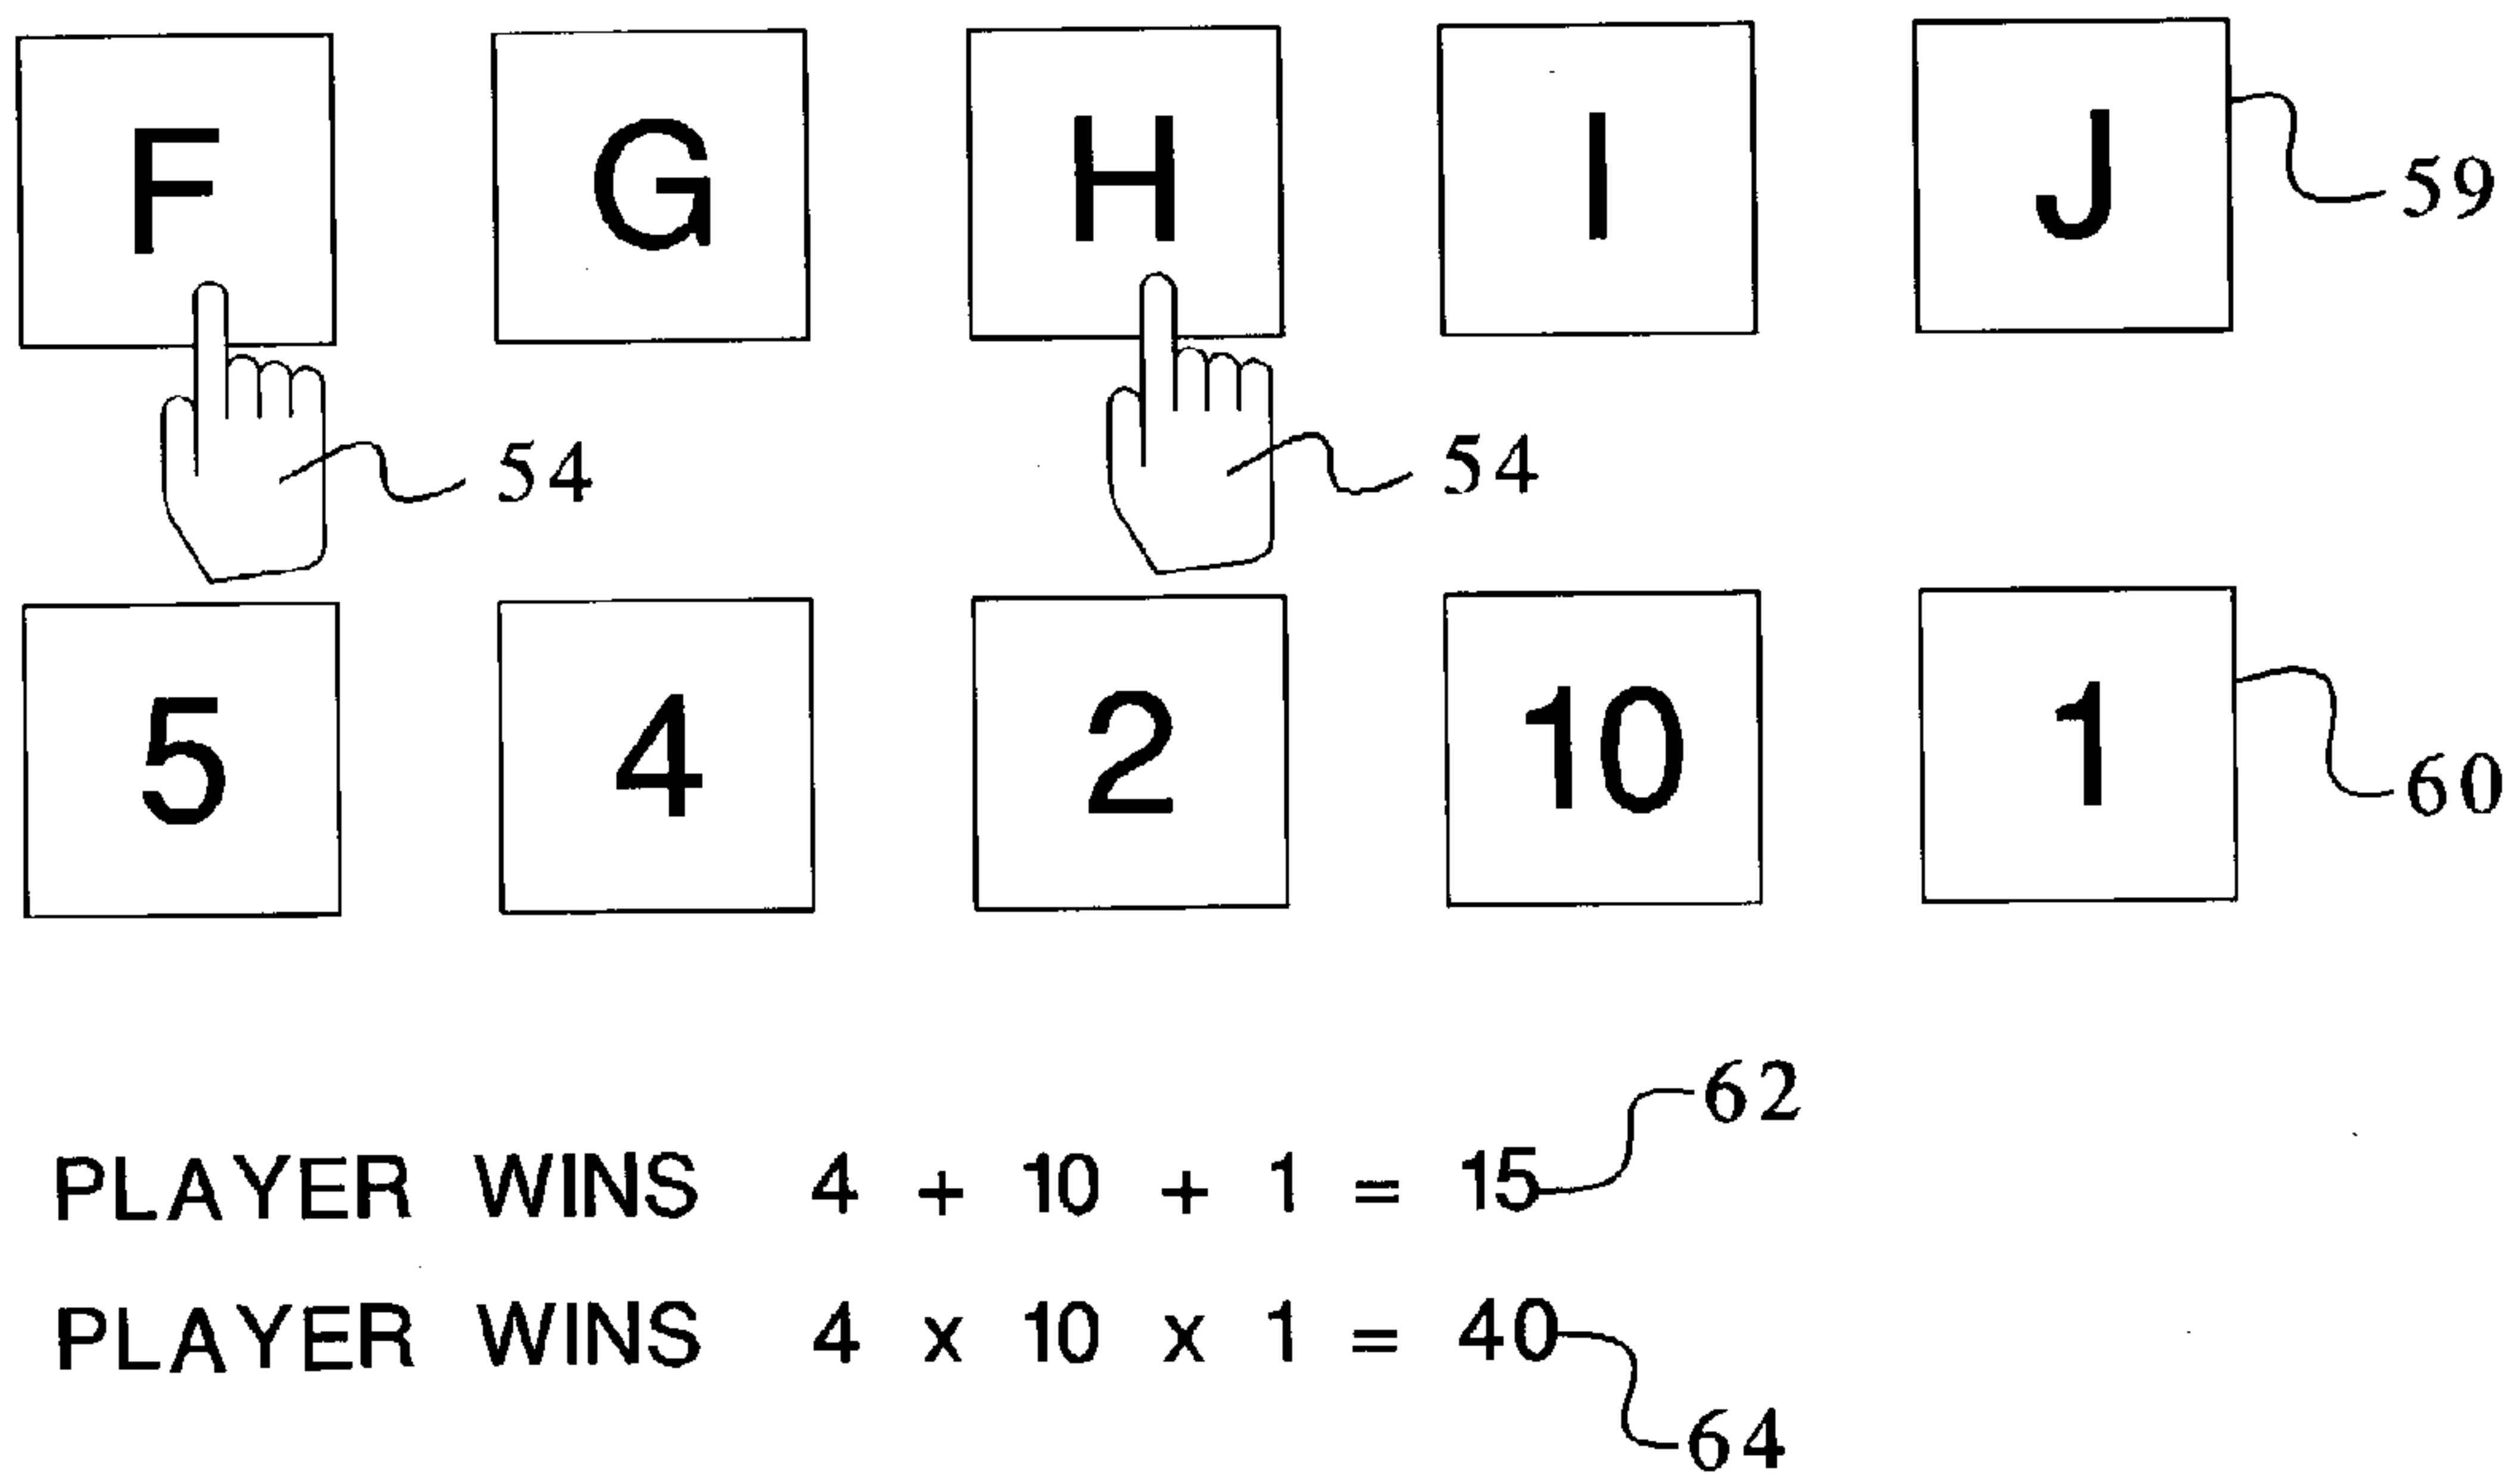 F G H I J 59
54 54
5 4 2 10 1 60
62
PLAYER WINS 4 + 10 + 1 = 15
PLAYER WINS 4 x 10 x 1 = 40
64